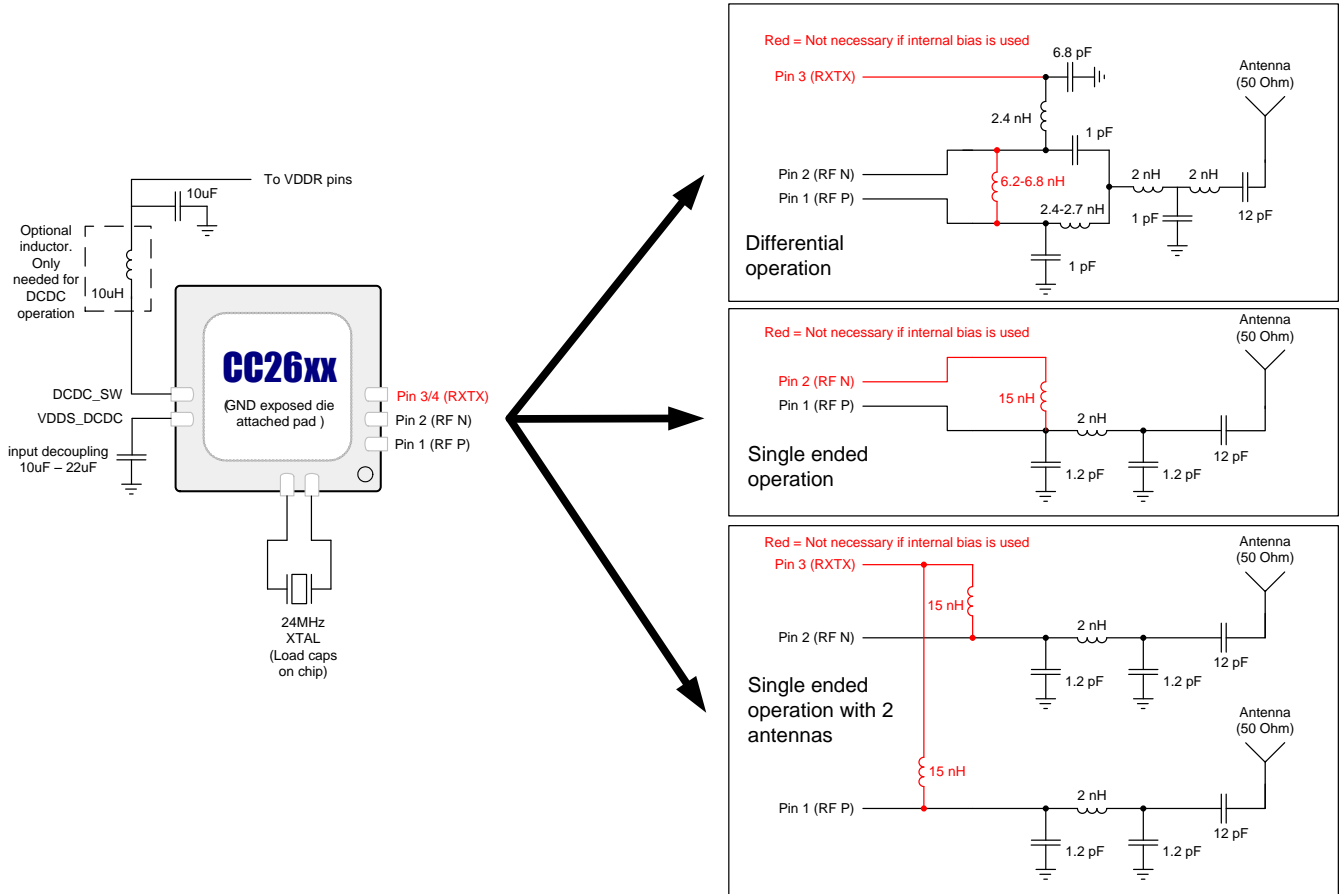 To VDDR pins
10uF
Optional
inductor.
Only
needed for
DCDC
operation
10uH
CC26xx
(GND exposed die
attached pad )
DCDC_SW
VDDS_DCDC
Pin 3/4 (RXTX)
Pin 2 (RF N)
Pin 1 (RF P)
input decoupling
10uF – 22uF
24MHz
XTAL
(Load caps
on chip)
Red = Not necessary if internal bias is used
Pin 3 (RXTX)
6.8 pF
Antenna
(50 Ohm)
2.4 nH
1 pF
Pin 2 (RF N)
Pin 1 (RF P)
6.2-6.8 nH
2 nH
2 nH
2.4-2.7 nH
1 pF
12 pF
Differential
operation
1 pF
Red = Not necessary if internal bias is used
Antenna
(50 Ohm)
Pin 2 (RF N)
Pin 1 (RF P)
15 nH
2 nH
12 pF
Single ended
operation
1.2 pF
1.2 pF
Red = Not necessary if internal bias is used
Pin 3 (RXTX)
Antenna
(50 Ohm)
15 nH
Pin 2 (RF N)
2 nH
12 pF
1.2 pF
1.2 pF
Single ended
operation with 2
antennas
Antenna
(50 Ohm)
15 nH
Pin 1 (RF P)
2 nH
12 pF
1.2 pF
1.2 pF